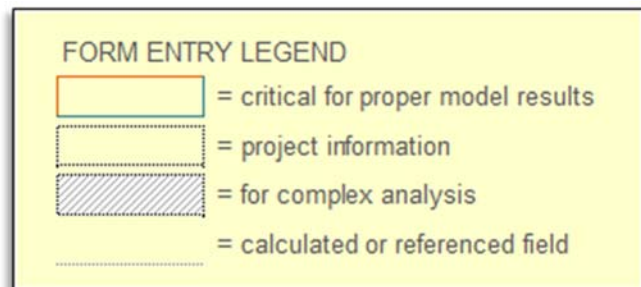 FORM ENTRY LEGEND
= critical for proper model results
= project information
= for complex analysis
= calculated or referenced field